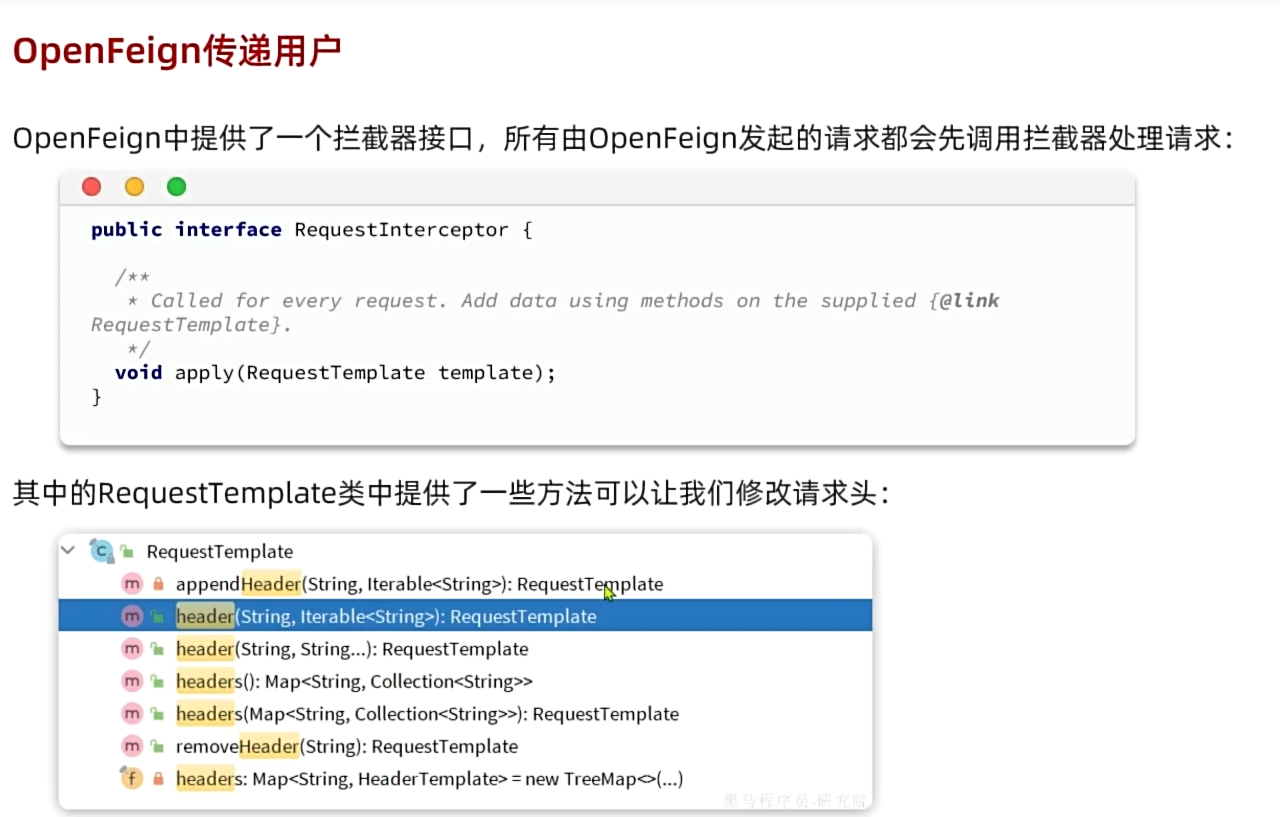 OpenFeign传递用户
OpenFeign中提供了一个拦截器接口，所有由OpenFeign发起的请求都会先调用拦截器处理请求：
public interface RequestInterceptor {
/**
* Called for every request. Add data using methods on the supplied {@link
RequestTemplate}.
*/
void apply(RequestTemplate template);
}
其中的RequestTemplate类中提供了一些方法可以让我们修改请求头：
RequestTemplate
appendHeader(String, Iterable<String>): RequestTemplate
header(String, Iterable<String>): RequestTemplate
header(String, String...): RequestTemplate
headers(): Map<String, Collection<String>>
headers(Map<String, Collection<String>>): RequestTemplate
removeHeader(String): RequestTemplate
headers: Map<String, HeaderTemplate> = new TreeMap<>(...)
黑马程序员-研究院